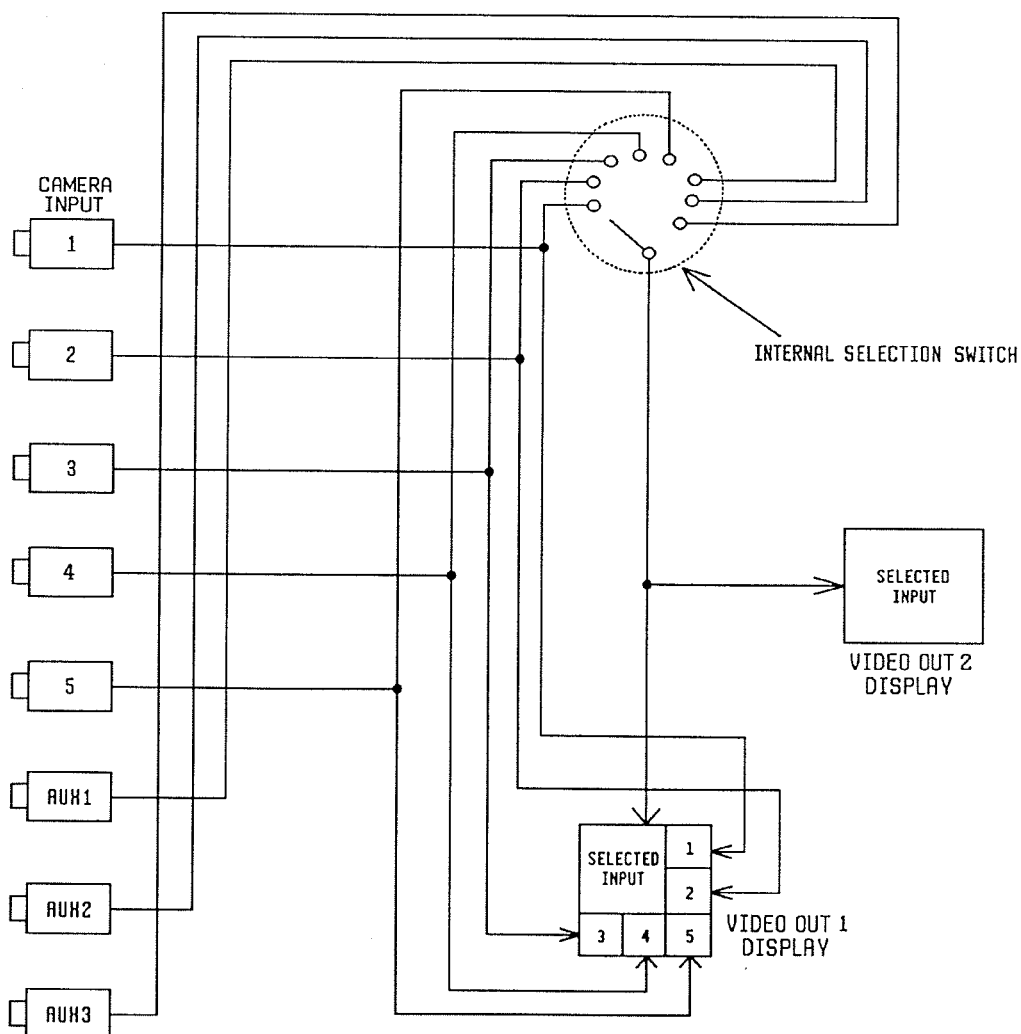 CAMERA
INPUT
1
2
3
4
5
AUX1
AUX2
AUX3
INTERNAL SELECTION SWITCH
SELECTED
INPUT
VIDEO OUT 2
DISPLAY
SELECTED
INPUT
1
2
3
4
5
VIDEO OUT 1
DISPLAY